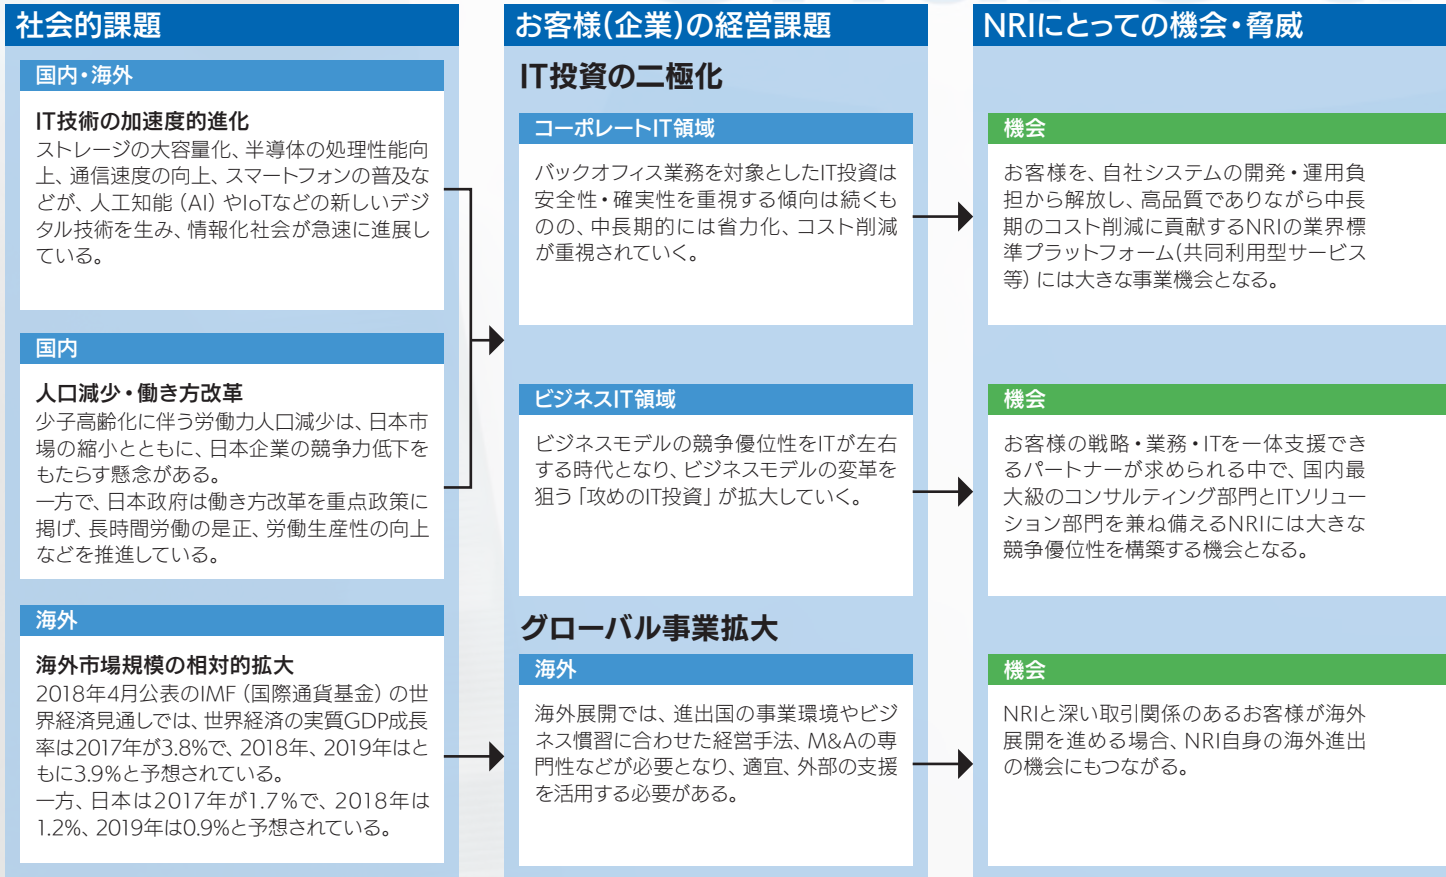 社会的課題
国内・海外
IT技術の加速度的進化
ストレージの大容量化、半導体の処理性能向
上、通信速度の向上、スマートフォンの普及な
どが、人工知能（AI）やIoTなどの新しいデジ
タル技術を生み、情報化社会が急速に進展し
ている。
国内
人口減少・働き方改革
少子高齢化に伴う労働力人口減少は、日本市
場の縮小とともに、日本企業の競争力低下を
もたらす懸念がある。
一方で、日本政府は働き方改革を重点政策に
掲げ、長時間労働の是正、労働生産性の向上
などを推進している。
海外
海外市場規模の相対的拡大
2018年4月公表のIMF（国際通貨基金）の世
界経済見通しでは、世界経済の実質GDP成長
率は2017年が3.8%で、2018年、2019年はと
もに3.9%と予想されている。
一方、日本は2017年が1.7%で、2018年は
1.2%、2019年は0.9%と予想されている。
お客様(企業)の経営課題
IT投資の二極化
コーポレートIT領域
バックオフィス業務を対象としたIT投資は
安全性・確実性を重視する傾向は続くも
のの、中長期的には省力化、コスト削減
が重視されていく。
ビジネスIT領域
ビジネスモデルの競争優位性をITが左右
する時代となり、ビジネスモデルの変革を
狙う「攻めのIT投資」が拡大していく。
グローバル事業拡大
海外
海外展開では、進出国の事業環境やビジ
ネス慣習に合わせた経営手法、M&Aの専
門性などが必要となり、適宜、外部の支援
を活用する必要がある。
NRIにとっての機会・脅威
機会
お客様を、自社システムの開発・運用負
担から解放し、高品質でありながら中長
期のコスト削減に貢献するNRIの業界標
準プラットフォーム(共同利用型サービス
等）には大きな事業機会となる。
機会
お客様の戦略・業務・ITを一体支援でき
るパートナーが求められる中で、国内最
大級のコンサルティング部門とITソリュー
ション部門を兼ね備えるNRIには大きな
競争優位性を構築する機会となる。
機会
NRIと深い取引関係のあるお客様が海外
展開を進める場合、NRI自身の海外進出
の機会にもつながる。